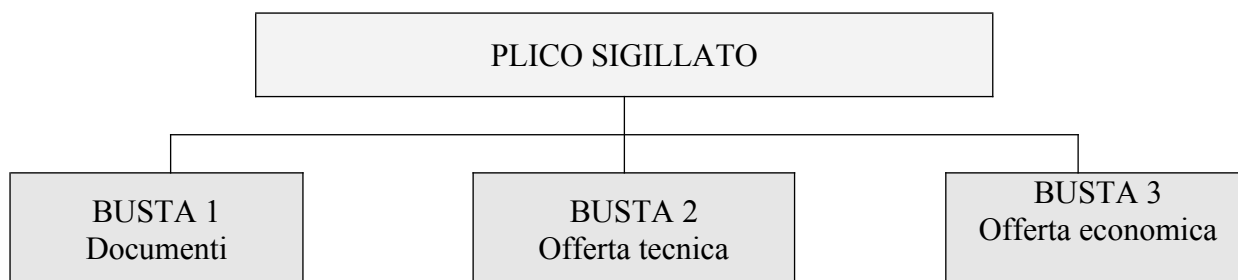 PLICO SIGILLATO
BUSTA 1
Documenti
BUSTA 2
Offerta tecnica
BUSTA 3
Offerta economica